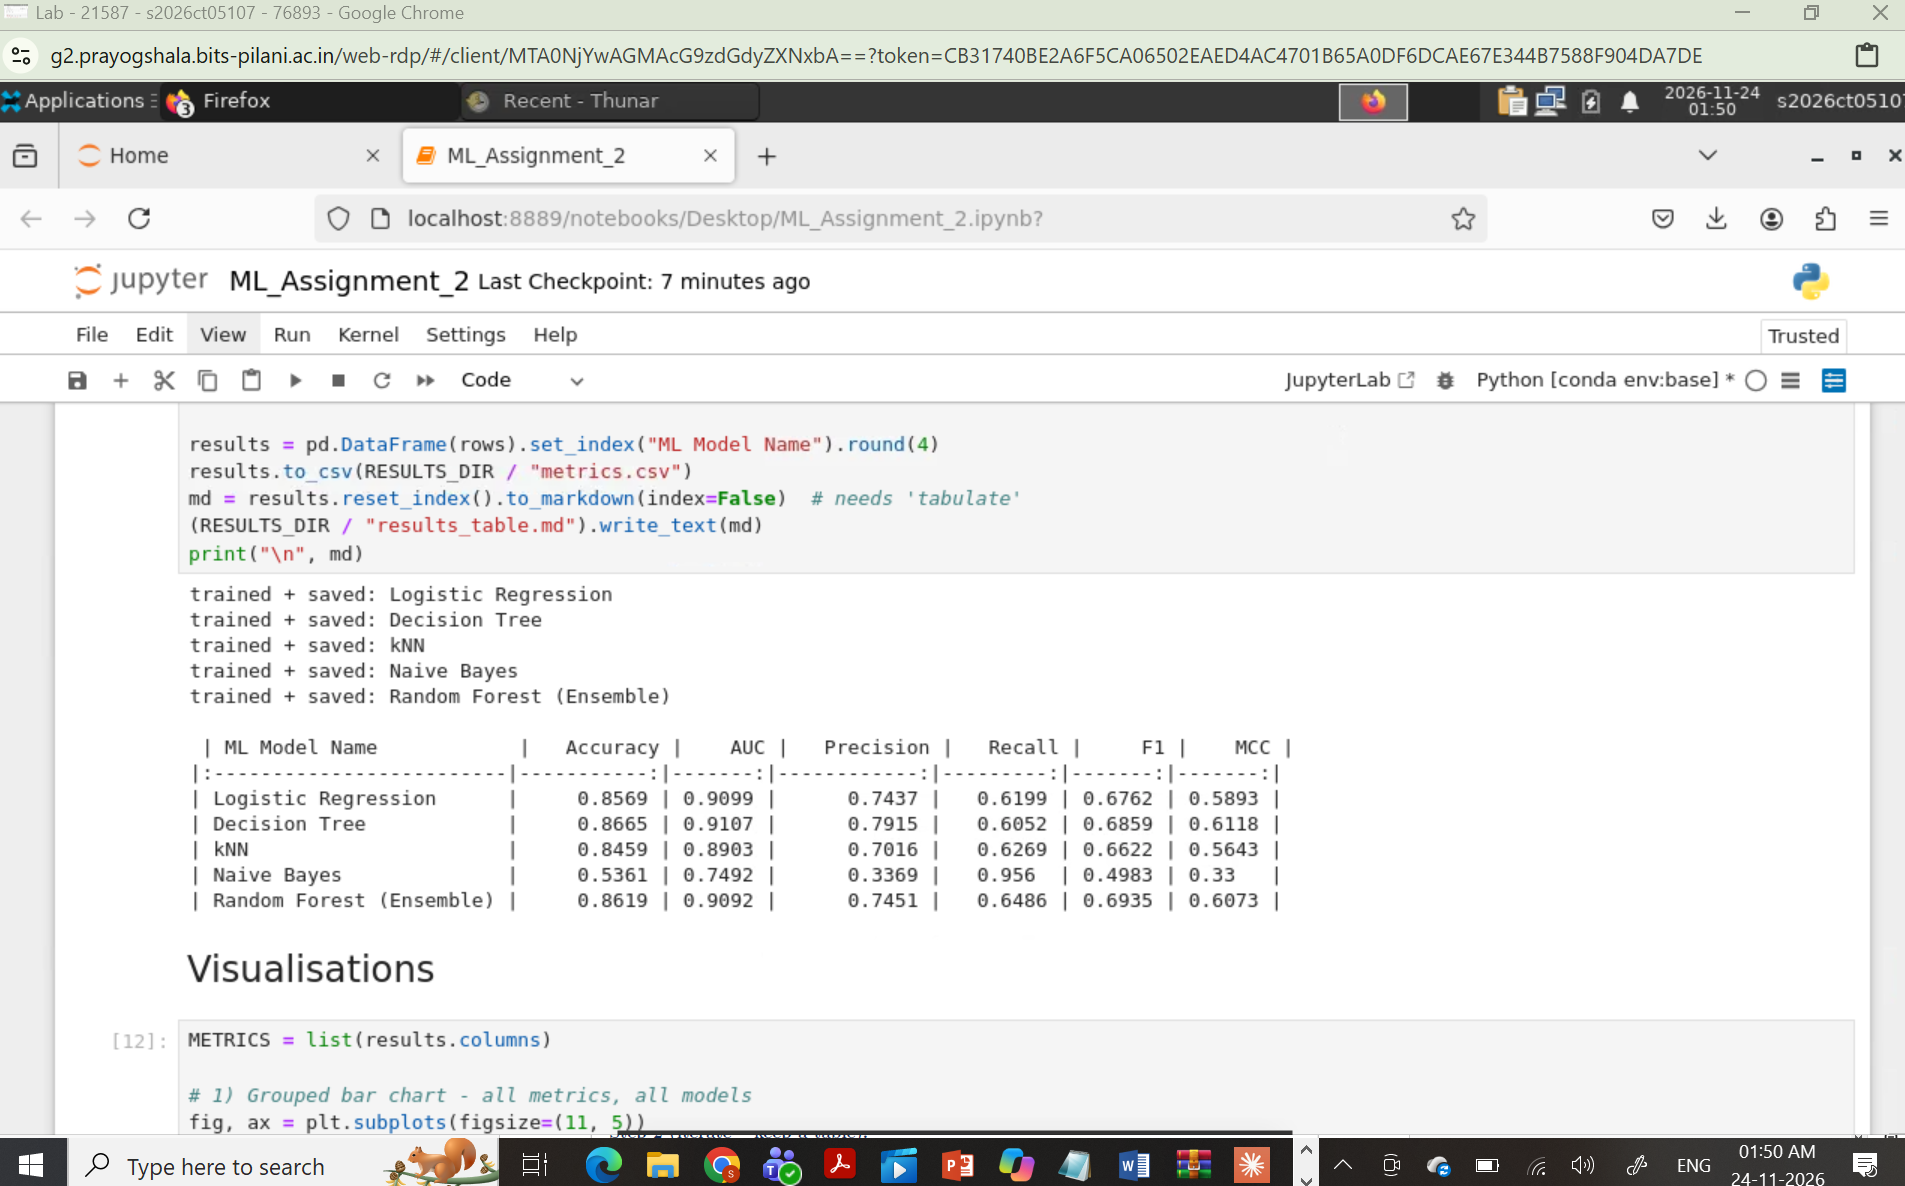 Lab - 21587 - s2026ct05107 - 76893 - Google Chrome
g2.prayogshala.bits-pilani.ac.in/web-rdp/#/client/MTA0NjYwAGMAcG9zdGdyZXNxbA==?token=CB31740BE2A6F5CA06502EAED4AC4701B65A0DF6DCAE67E344B7588F904DA7DE
Applications Firefox 3 Recent - Thunar 2026-11-24 s2026ct0510
01:50
Home ML_Assignment_2
localhost:8889/notebooks/Desktop/ML_Assignment_2.ipynb?
jupyter ML_Assignment_2 Last Checkpoint: 7 minutes ago
File Edit View Run Kernel Settings Help Trusted
Code JupyterLab Python [conda env:base] *
results = pd.DataFrame(rows).set_index("ML Model Name").round(4)
results.to_csv(RESULTS_DIR / "metrics.csv")
md = results.reset_index().to_markdown(index=False)  # needs 'tabulate'
(RESULTS_DIR / "results_table.md").write_text(md)
print("\n", md)
trained + saved: Logistic Regression
trained + saved: Decision Tree
trained + saved: kNN
trained + saved: Naive Bayes
trained + saved: Random Forest (Ensemble)
| ML Model Name            |   Accuracy |    AUC |   Precision |   Recall |     F1 |    MCC |
|:-------------------------|-----------:|-------:|------------:|---------:|-------:|-------:|
| Logistic Regression      |     0.8569 | 0.9099 |      0.7437 |   0.6199 | 0.6762 | 0.5893 |
| Decision Tree            |     0.8665 | 0.9107 |      0.7915 |   0.6052 | 0.6859 | 0.6118 |
| kNN                      |     0.8459 | 0.8903 |      0.7016 |   0.6269 | 0.6622 | 0.5643 |
| Naive Bayes              |     0.5361 | 0.7492 |      0.3369 |   0.956  | 0.4983 | 0.33   |
| Random Forest (Ensemble) |     0.8619 | 0.9092 |      0.7451 |   0.6486 | 0.6935 | 0.6073 |
Visualisations
[12]: METRICS = list(results.columns)
# 1) Grouped bar chart - all metrics, all models
fig, ax = plt.subplots(figsize=(11, 5))
Type here to search ENG 01:50 AM
24-11-2026